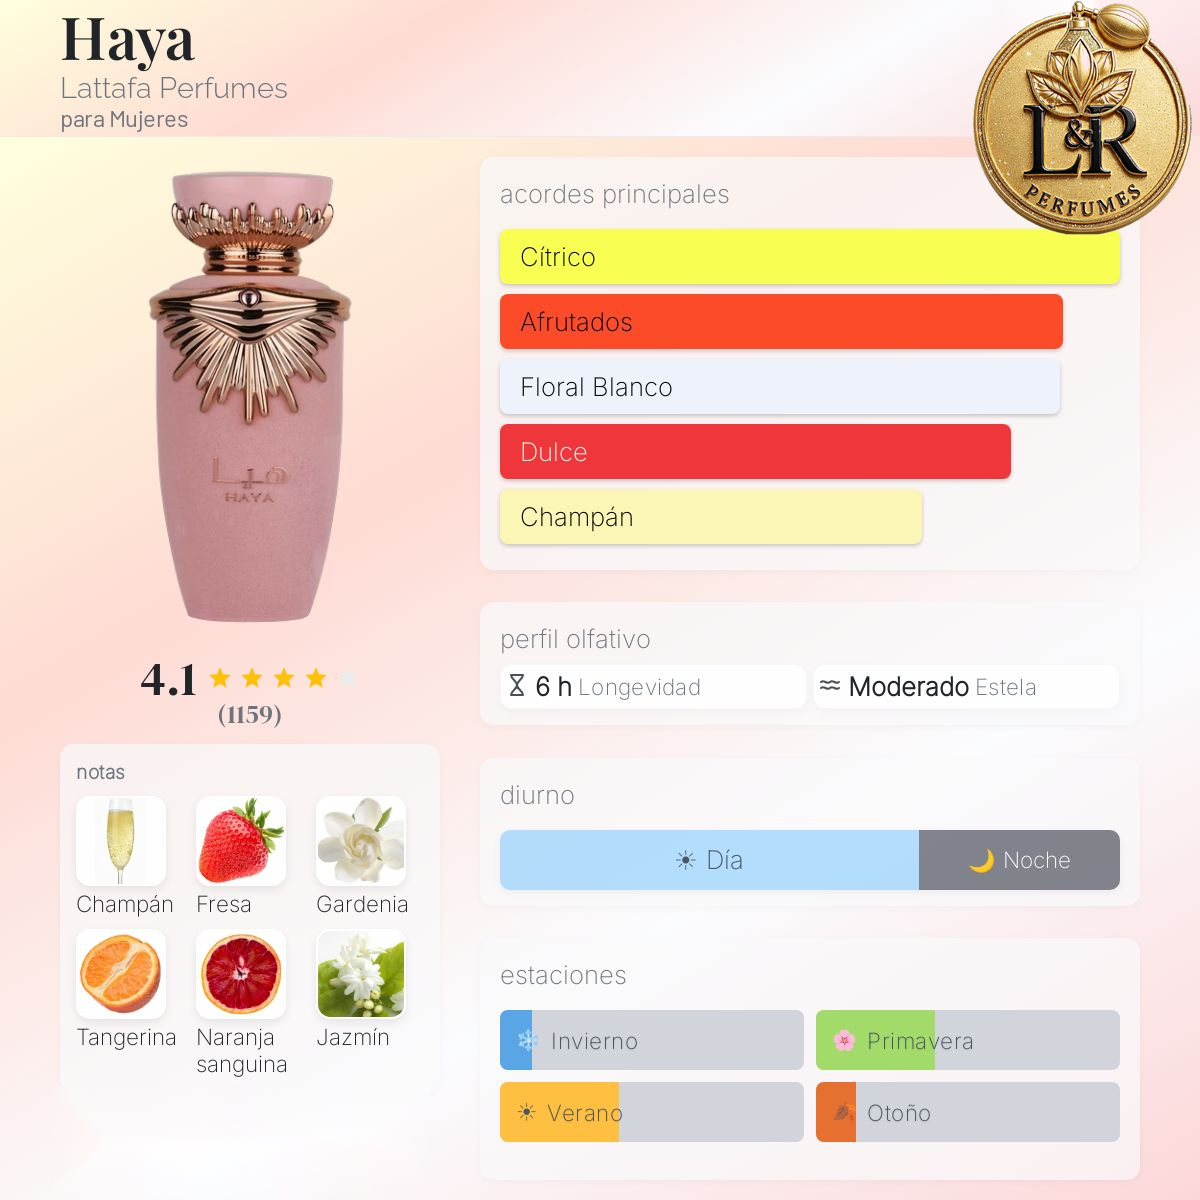 Haya
Lattafa Perfumes
para Mujeres
L&R
PERFUMES
هيا
HAYA
4.1
(1159)
notas
Champán
Fresa
Gardenia
Tangerina
Naranja
sanguina
Jazmín
acordes principales
Cítrico
Afrutados
Floral Blanco
Dulce
Champán
perfil olfativo
6 h Longevidad
Moderado Estela
diurno
Día
Noche
estaciones
Invierno
Primavera
Verano
Otoño